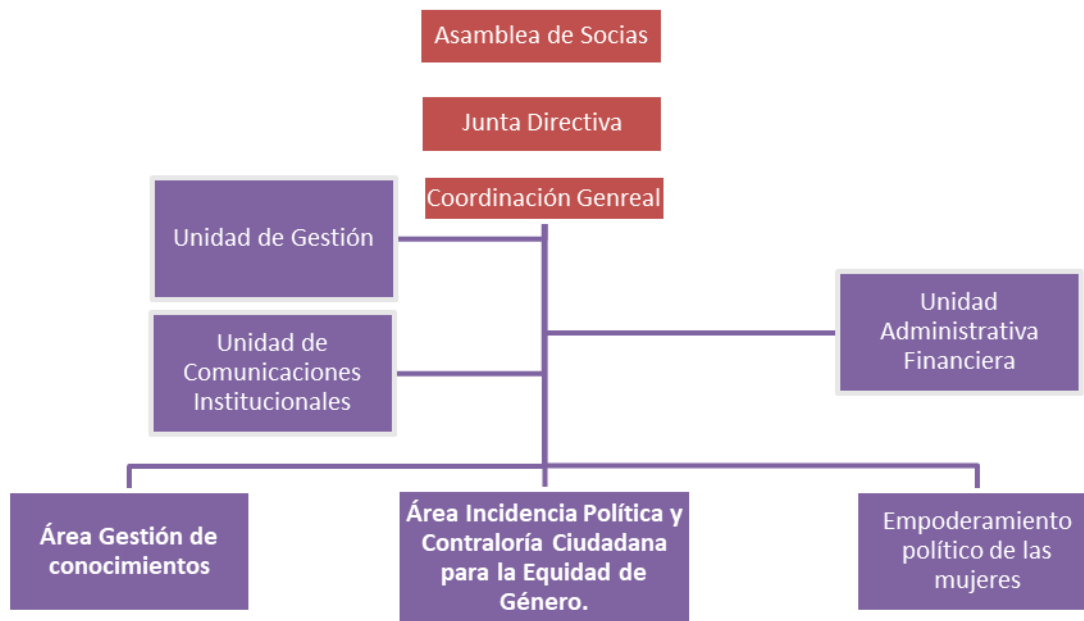 Asamblea de Socias
Junta Directiva
Coordinación Genreal
Unidad de Gestión
Unidad
Administrativa
Financiera
Unidad de
Comunicaciones
Institucionales
Área Gestión de
conocimientos
Área Incidencia Política y
Contraloría Ciudadana
para la Equidad de
Género.
Empoderamiento
político de las
mujeres